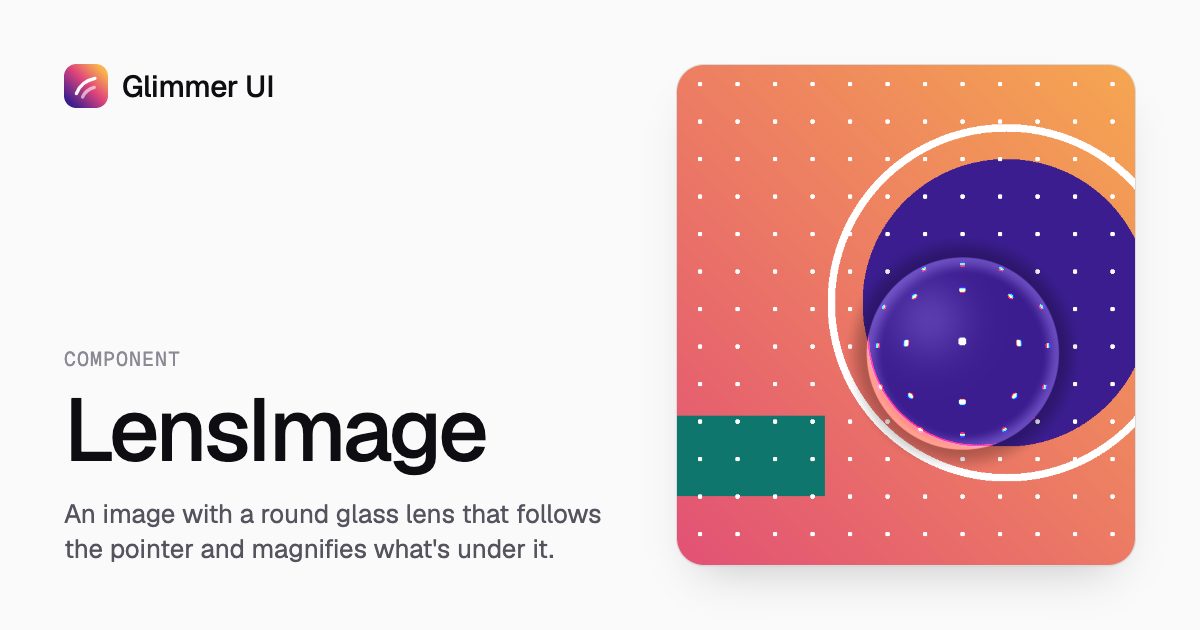 Glimmer UI
COMPONENT
LensImage
An image with a round glass lens that follows
the pointer and magnifies what's under it.